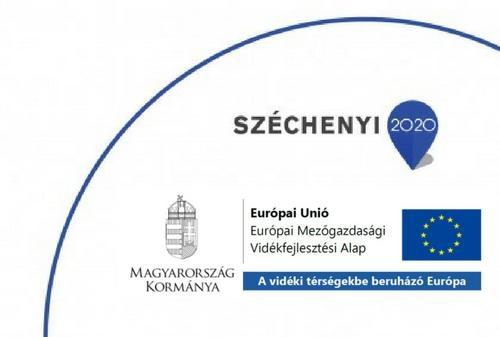 SZÉCHENYI 2020
Európai Unió
Európai Mezőgazdasági
Vidékfejlesztési Alap
MAGYARORSZÁG
KORMÁNYA
A vidéki térségekbe beruházó Európa